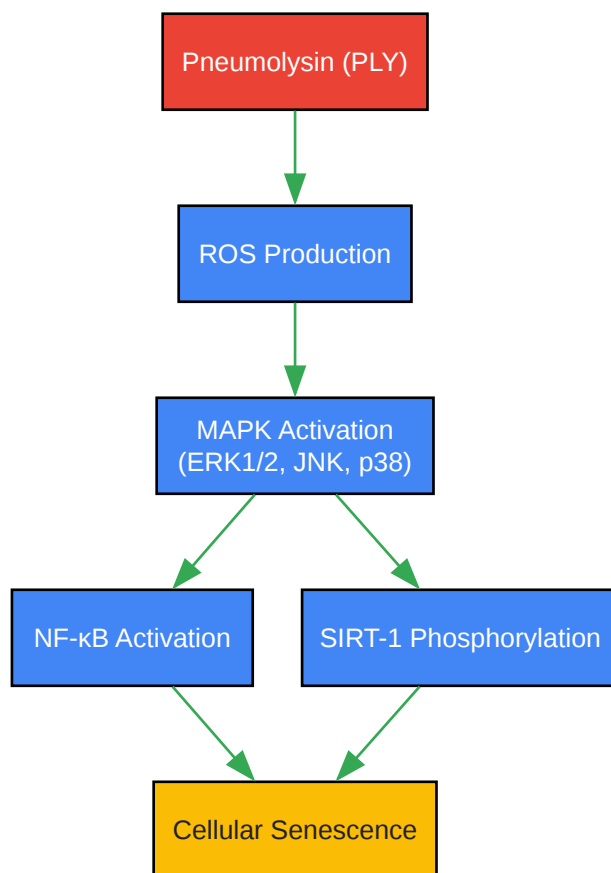 Pneumolysin (PLY)
ROS Production
MAPK Activation
(ERK1/2, JNK, p38)
NF-κB Activation
SIRT-1 Phosphorylation
Cellular Senescence